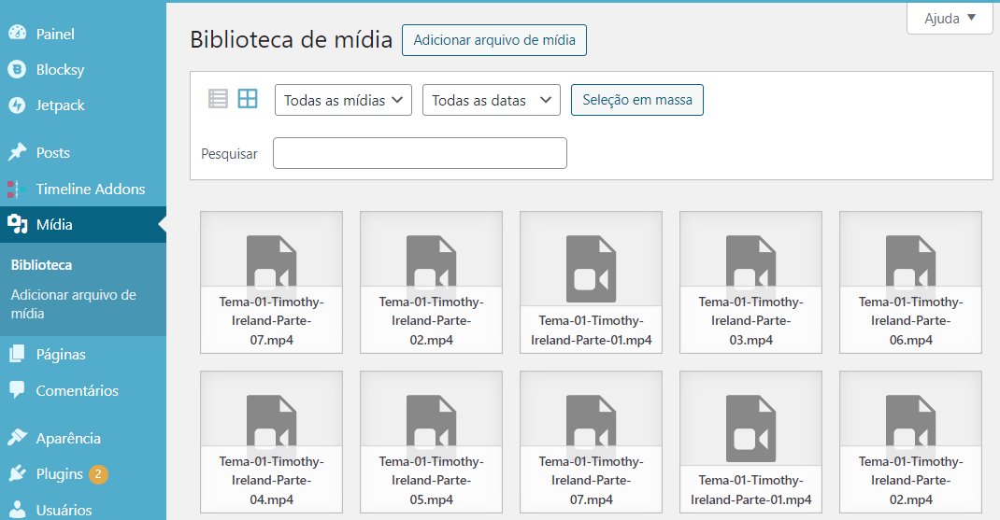 Painel
Blocksy
Jetpack
Posts
Timeline Addons
Mídia
Biblioteca
Adicionar arquivo de
mídia
Páginas
Comentários
Aparência
Plugins 2
Usuários
Ajuda
Biblioteca de mídia Adicionar arquivo de mídia
Todas as mídias Todas as datas Seleção em massa
Pesquisar
Tema-01-Timothy-
Ireland-Parte-
07.mp4
Tema-01-Timothy-
Ireland-Parte-
02.mp4
Tema-01-Timothy-
Ireland-Parte-01.mp4
Tema-01-Timothy-
Ireland-Parte-
03.mp4
Tema-01-Timothy-
Ireland-Parte-
06.mp4
Tema-01-Timothy-
Ireland-Parte-
04.mp4
Tema-01-Timothy-
Ireland-Parte-
05.mp4
Tema-01-Timothy-
Ireland-Parte-
07.mp4
Tema-01-Timothy-
Ireland-Parte-01.mp4
Tema-01-Timothy-
Ireland-Parte-
02.mp4